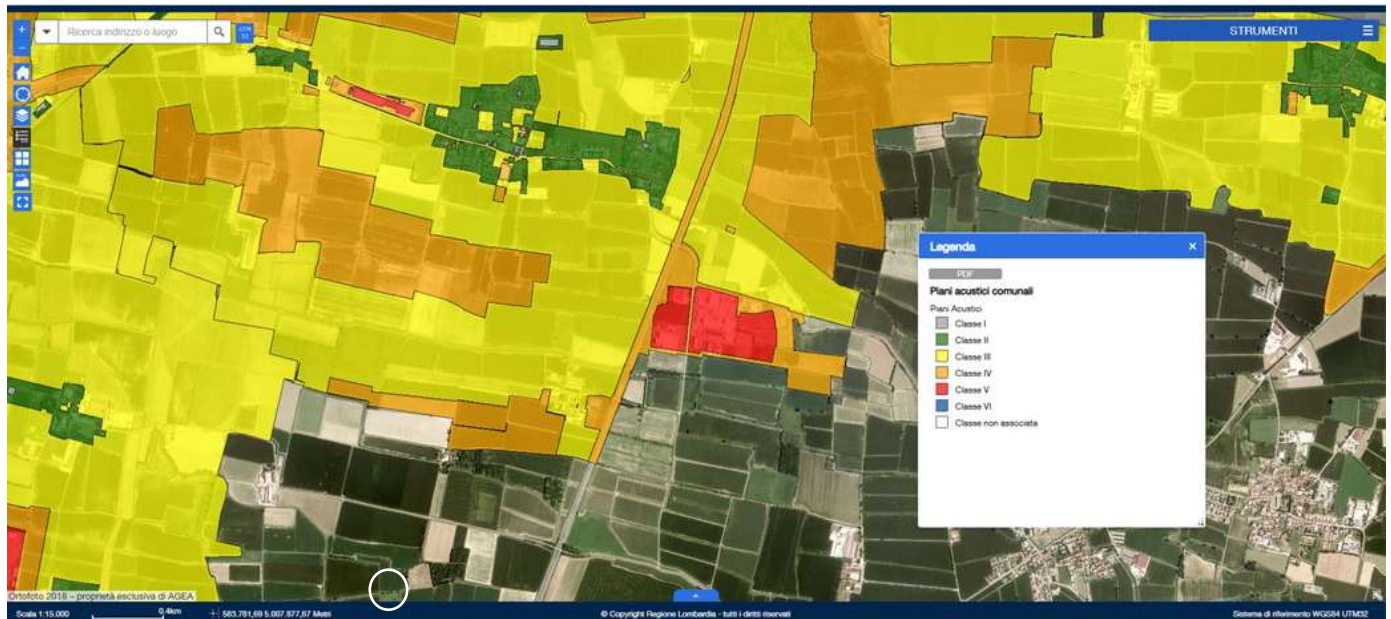 Ricerca indirizzo o luogo
STRUMENTI
Legenda
PDF
Piani acustici comunali
Piani Acustici
Classe I
Classe II
Classe III
Classe IV
Classe V
Classe VI
Classe non associata
Ortofoto 2018 – proprietà esclusiva di AGEA
Scala 1:15.000
0,4km
583.781,69 5.007.877,67 Metri
© Copyright Regione Lombardia - tutti i diritti riservati
Sistema di riferimento WGS84 UTM32